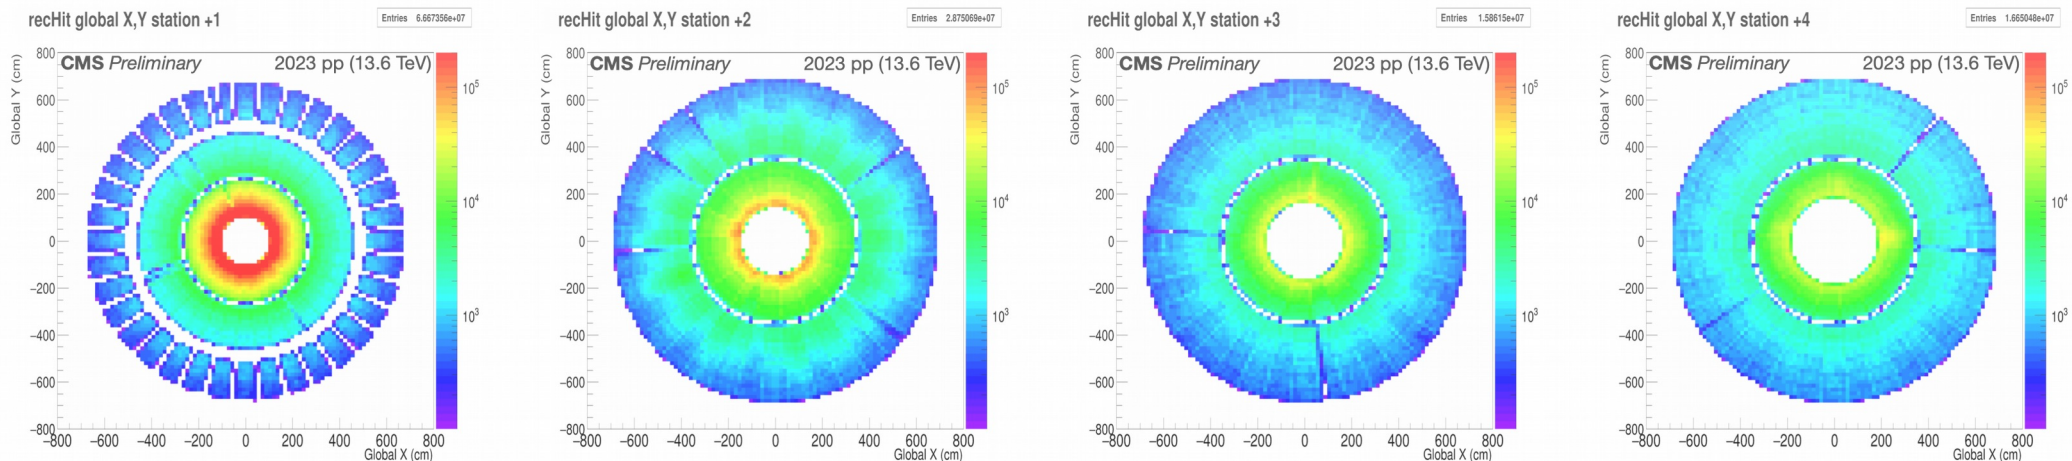 recHit global X,Y station +1
Entries 6.667356e+07
CMS Preliminary 2023 pp (13.6 TeV)
Global Y (cm)
800
600
400
200
0
−200
−400
−600
−800
−800 −600 −400 −200 0 200 400 600 800
Global X (cm)
10^5
10^4
10^3
recHit global X,Y station +2
Entries 2.875069e+07
CMS Preliminary 2023 pp (13.6 TeV)
Global Y (cm)
800
600
400
200
0
−200
−400
−600
−800
−800 −600 −400 −200 0 200 400 600 800
Global X (cm)
10^5
10^4
10^3
recHit global X,Y station +3
Entries 1.58615e+07
CMS Preliminary 2023 pp (13.6 TeV)
Global Y (cm)
800
600
400
200
0
−200
−400
−600
−800
−800 −600 −400 −200 0 200 400 600 800
Global X (cm)
10^5
10^4
10^3
recHit global X,Y station +4
Entries 1.665048e+07
CMS Preliminary 2023 pp (13.6 TeV)
Global Y (cm)
800
600
400
200
0
−200
−400
−600
−800
−800 −600 −400 −200 0 200 400 600 800
Global X (cm)
10^5
10^4
10^3